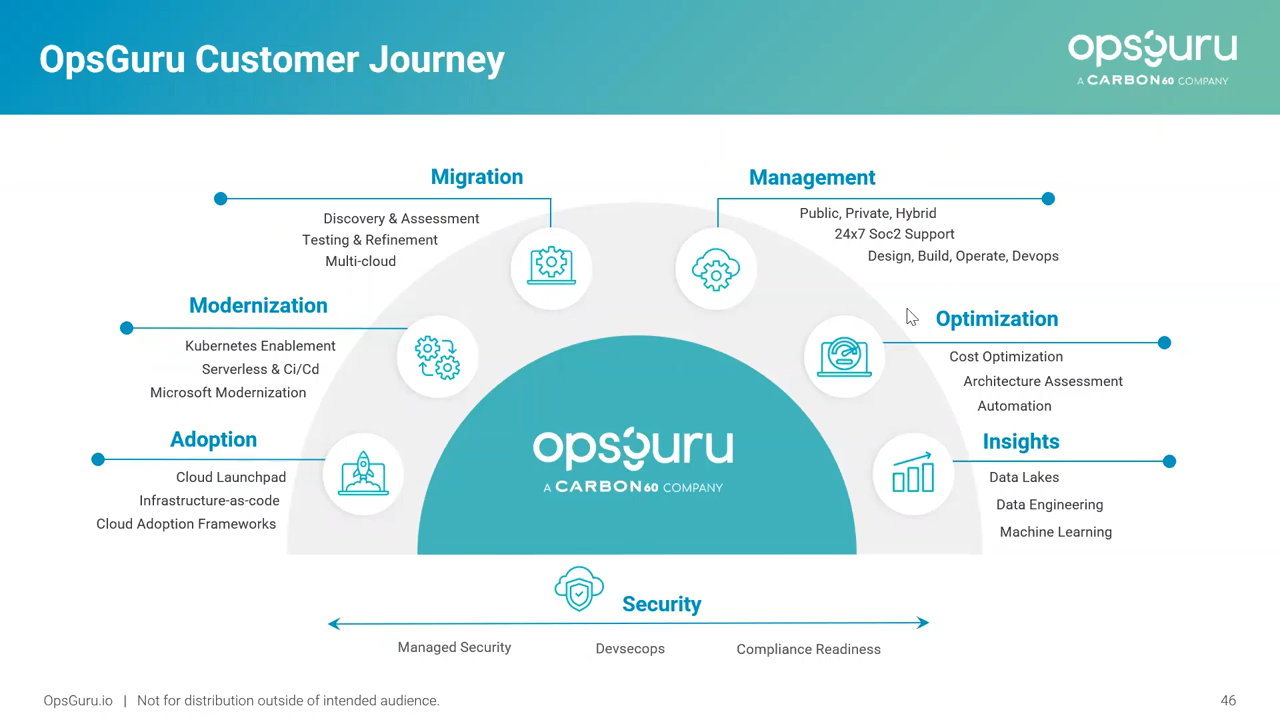 OpsGuru Customer Journey
opsguru
A CARBON60 COMPANY
Migration
Discovery & Assessment
Testing & Refinement
Multi-cloud
Management
Public, Private, Hybrid
24x7 Soc2 Support
Design, Build, Operate, Devops
Modernization
Kubernetes Enablement
Serverless & Ci/Cd
Microsoft Modernization
Optimization
Cost Optimization
Architecture Assessment
Automation
Adoption
Cloud Launchpad
Infrastructure-as-code
Cloud Adoption Frameworks
Insights
Data Lakes
Data Engineering
Machine Learning
opsguru
A CARBON60 COMPANY
Security
Managed Security
Devsecops
Compliance Readiness
OpsGuru.io | Not for distribution outside of intended audience.
46